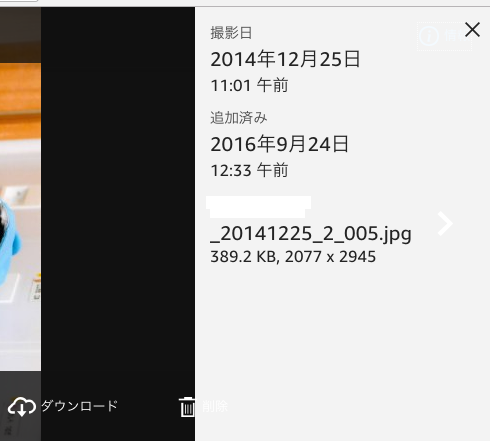 撮影日
2014年12月25日
11:01 午前
追加済み
2016年9月24日
12:33 午前
_20141225_2_005.jpg
389.2 KB, 2077 x 2945
ダウンロード
削除